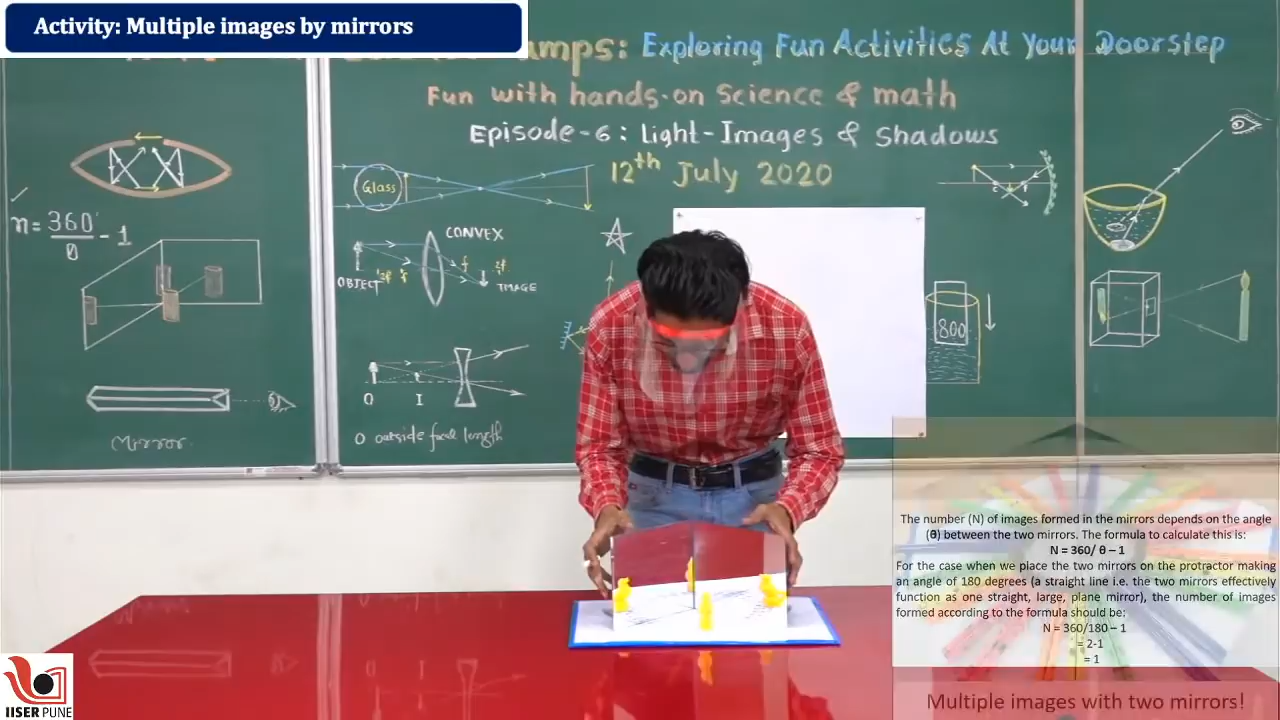 Activity: Multiple images by mirrors
Exploring Fun Activities At Your Doorstep
Fun with hands-on science & math
Episode-6: Light-Images & Shadows
12th July 2020
n = 360°/θ - 1
Mirror
Glass
CONVEX
OBJECT 2f f f 2f IMAGE
O I
O outside focal length
800
The number (N) of images formed in the mirrors depends on the angle
(θ) between the two mirrors. The formula to calculate this is:
N = 360/ θ – 1
For the case when we place the two mirrors on the protractor making
an angle of 180 degrees (a straight line i.e. the two mirrors effectively
function as one straight, large, plane mirror), the number of images
formed according to the formula should be:
N = 360/180 – 1
= 2-1
= 1
Multiple images with two mirrors!
IISER PUNE